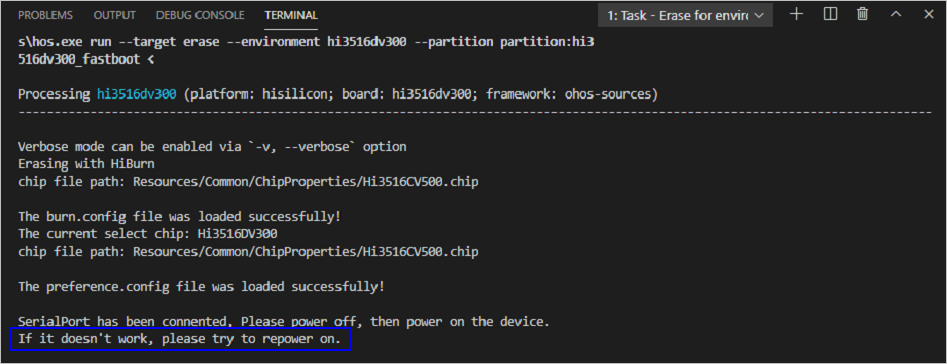 PROBLEMS OUTPUT DEBUG CONSOLE TERMINAL 1: Task - Erase for enviro
s\hos.exe run --target erase --environment hi3516dv300 --partition partition:hi3
516dv300_fastboot <
Processing hi3516dv300 (platform: hisilicon; board: hi3516dv300; framework: ohos-sources)
--------------------------------------------------------------------------------
Verbose mode can be enabled via `-v, --verbose` option
Erasing with HiBurn
chip file path: Resources/Common/ChipProperties/Hi3516CV500.chip
The burn.config file was loaded successfully!
The current select chip: Hi3516DV300
chip file path: Resources/Common/ChipProperties/Hi3516CV500.chip
The preference.config file was loaded successfully!
SerialPort has been connented, Please power off, then power on the device.
If it doesn't work, please try to repower on.